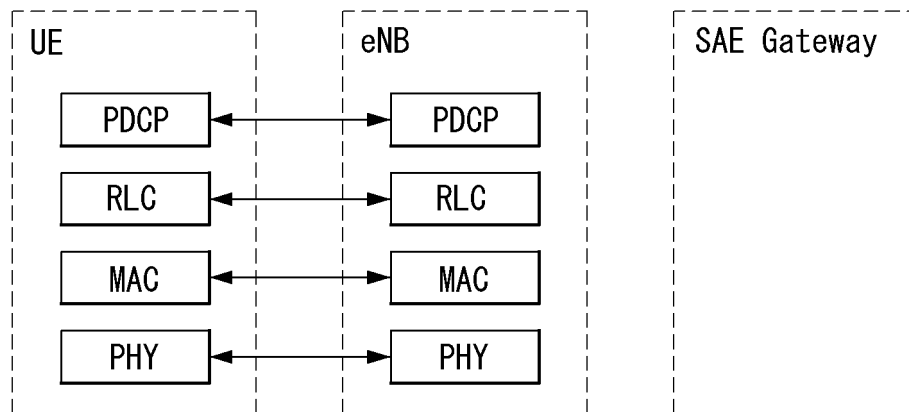 UE eNB SAE Gateway
PDCP PDCP
RLC RLC
MAC MAC
PHY PHY